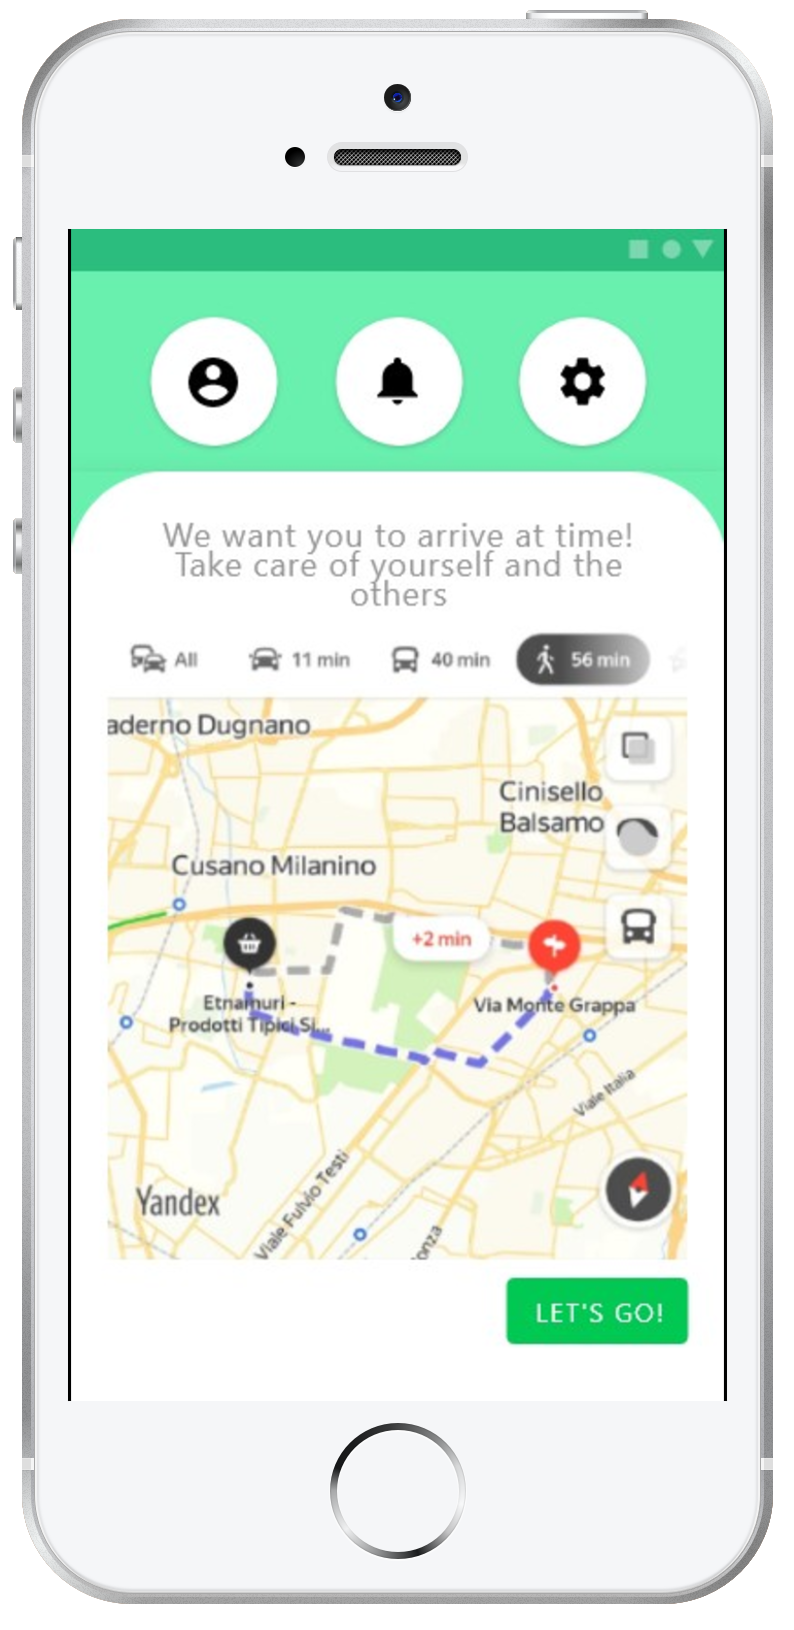 We want you to arrive at time!
Take care of yourself and the
others
All
11 min
40 min
56 min
aderno Dugnano
Cinisello
Balsamo
Cusano Milanino
+2 min
Etnamuri -
Prodotti Tipici Si...
Via Monte Grappa
Viale Italia
Viale Fulvio Testi
onza
Yandex
LET'S GO!